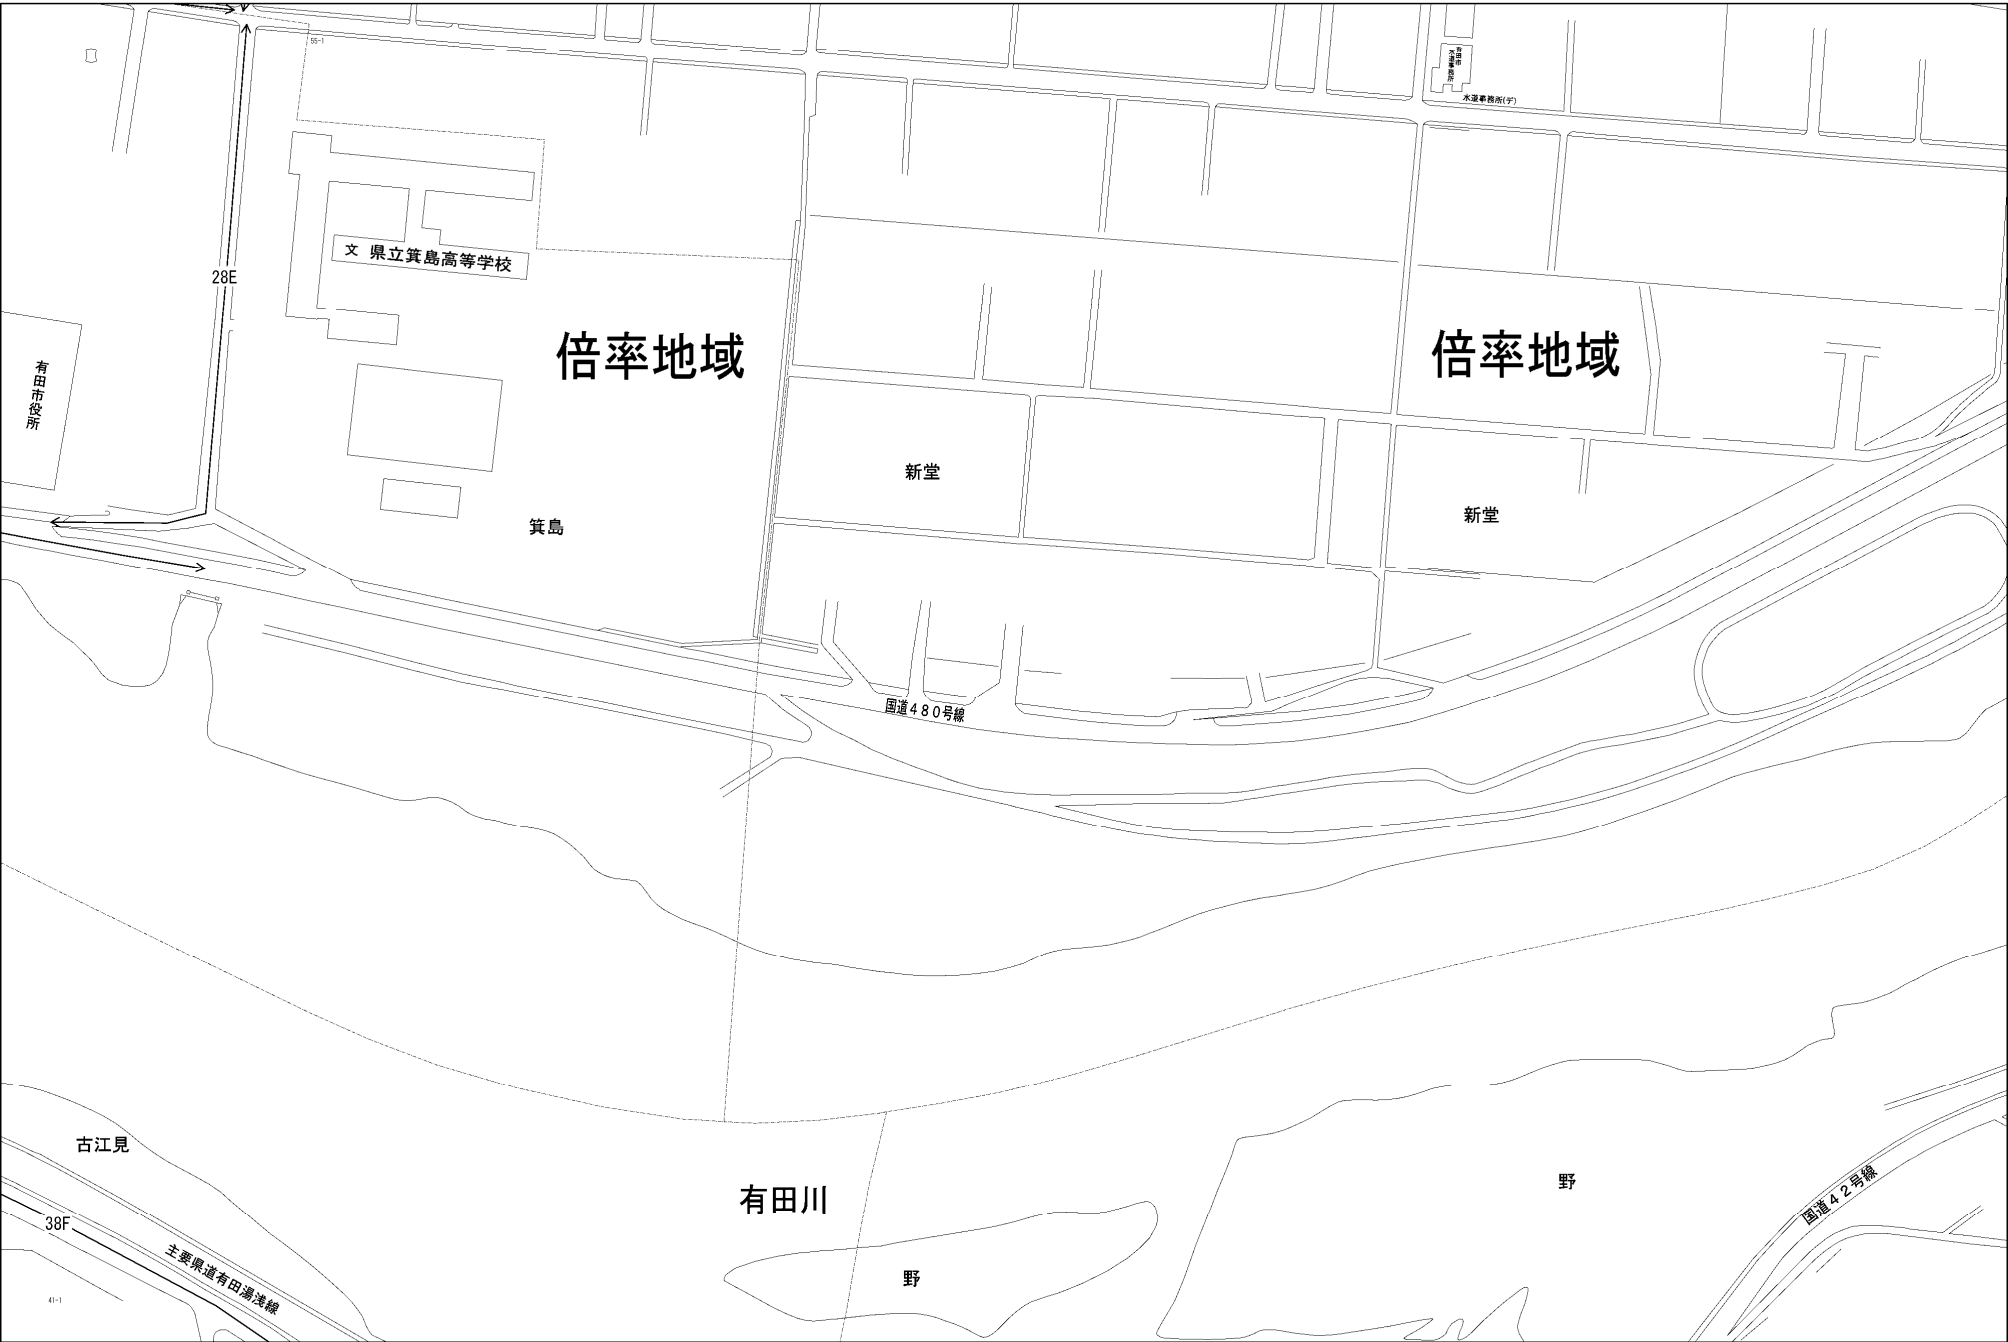 55-1
有田市
水道事務所
水道事務所(デ)
文 県立箕島高等学校
28E
倍率地域
倍率地域
有田市役所
新堂
新堂
箕島
国道480号線
古江見
有田川
野
国道42号線
38F
主要県道有田湯浅線
野
41-1